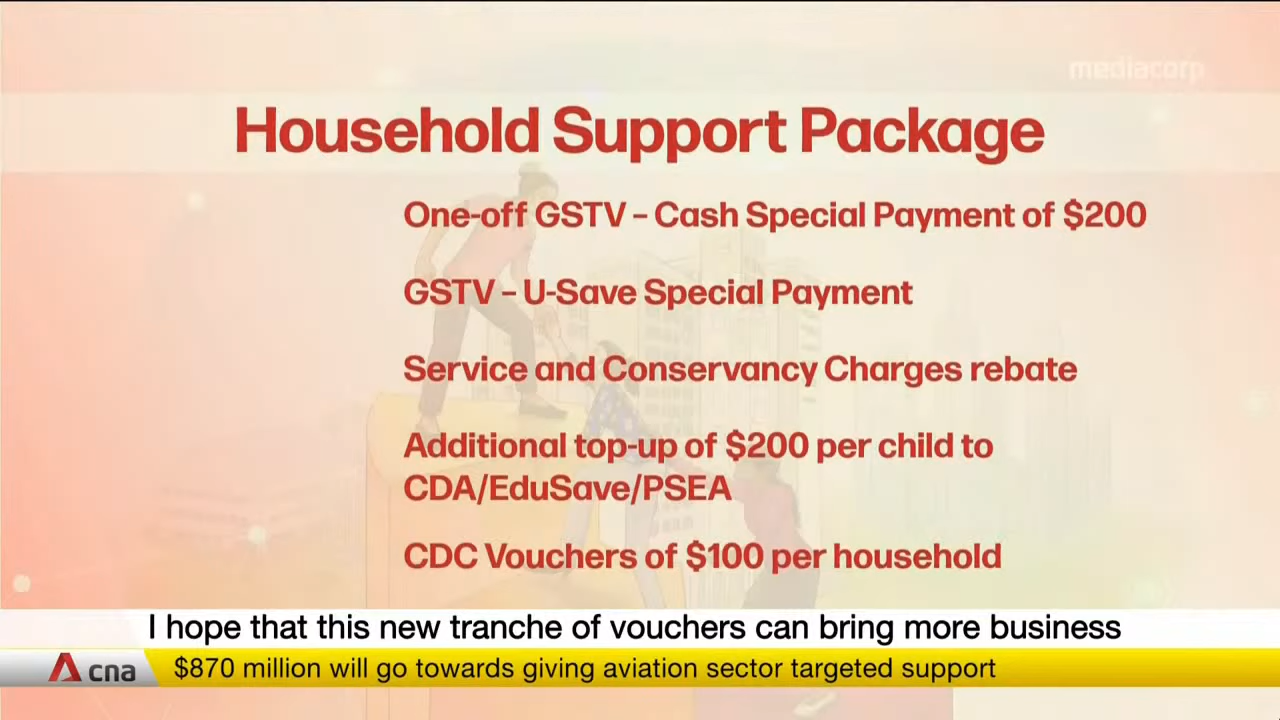 mediacorp
Household Support Package
One-off GSTV – Cash Special Payment of $200
GSTV – U-Save Special Payment
Service and Conservancy Charges rebate
Additional top-up of $200 per child to
CDA/EduSave/PSEA
CDC Vouchers of $100 per household
I hope that this new tranche of vouchers can bring more business
cna
$870 million will go towards giving aviation sector targeted support